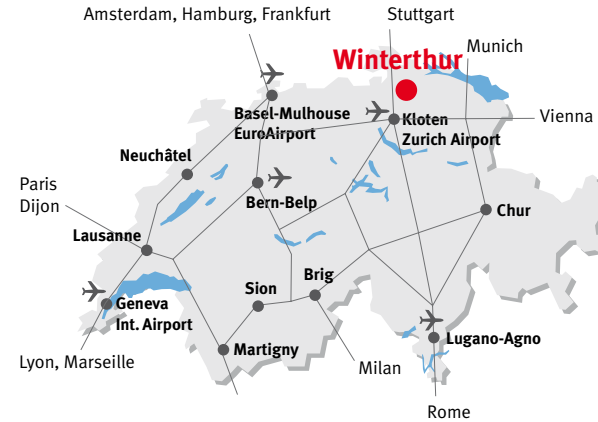 Amsterdam, Hamburg, Frankfurt
Stuttgart
Munich
Winterthur
Basel-Mulhouse
EuroAirport
Kloten
Zurich Airport
Vienna
Neuchâtel
Paris
Dijon
Bern-Belp
Chur
Lausanne
Sion
Brig
Geneva
Int. Airport
Lugano-Agno
Martigny
Lyon, Marseille
Milan
Rome